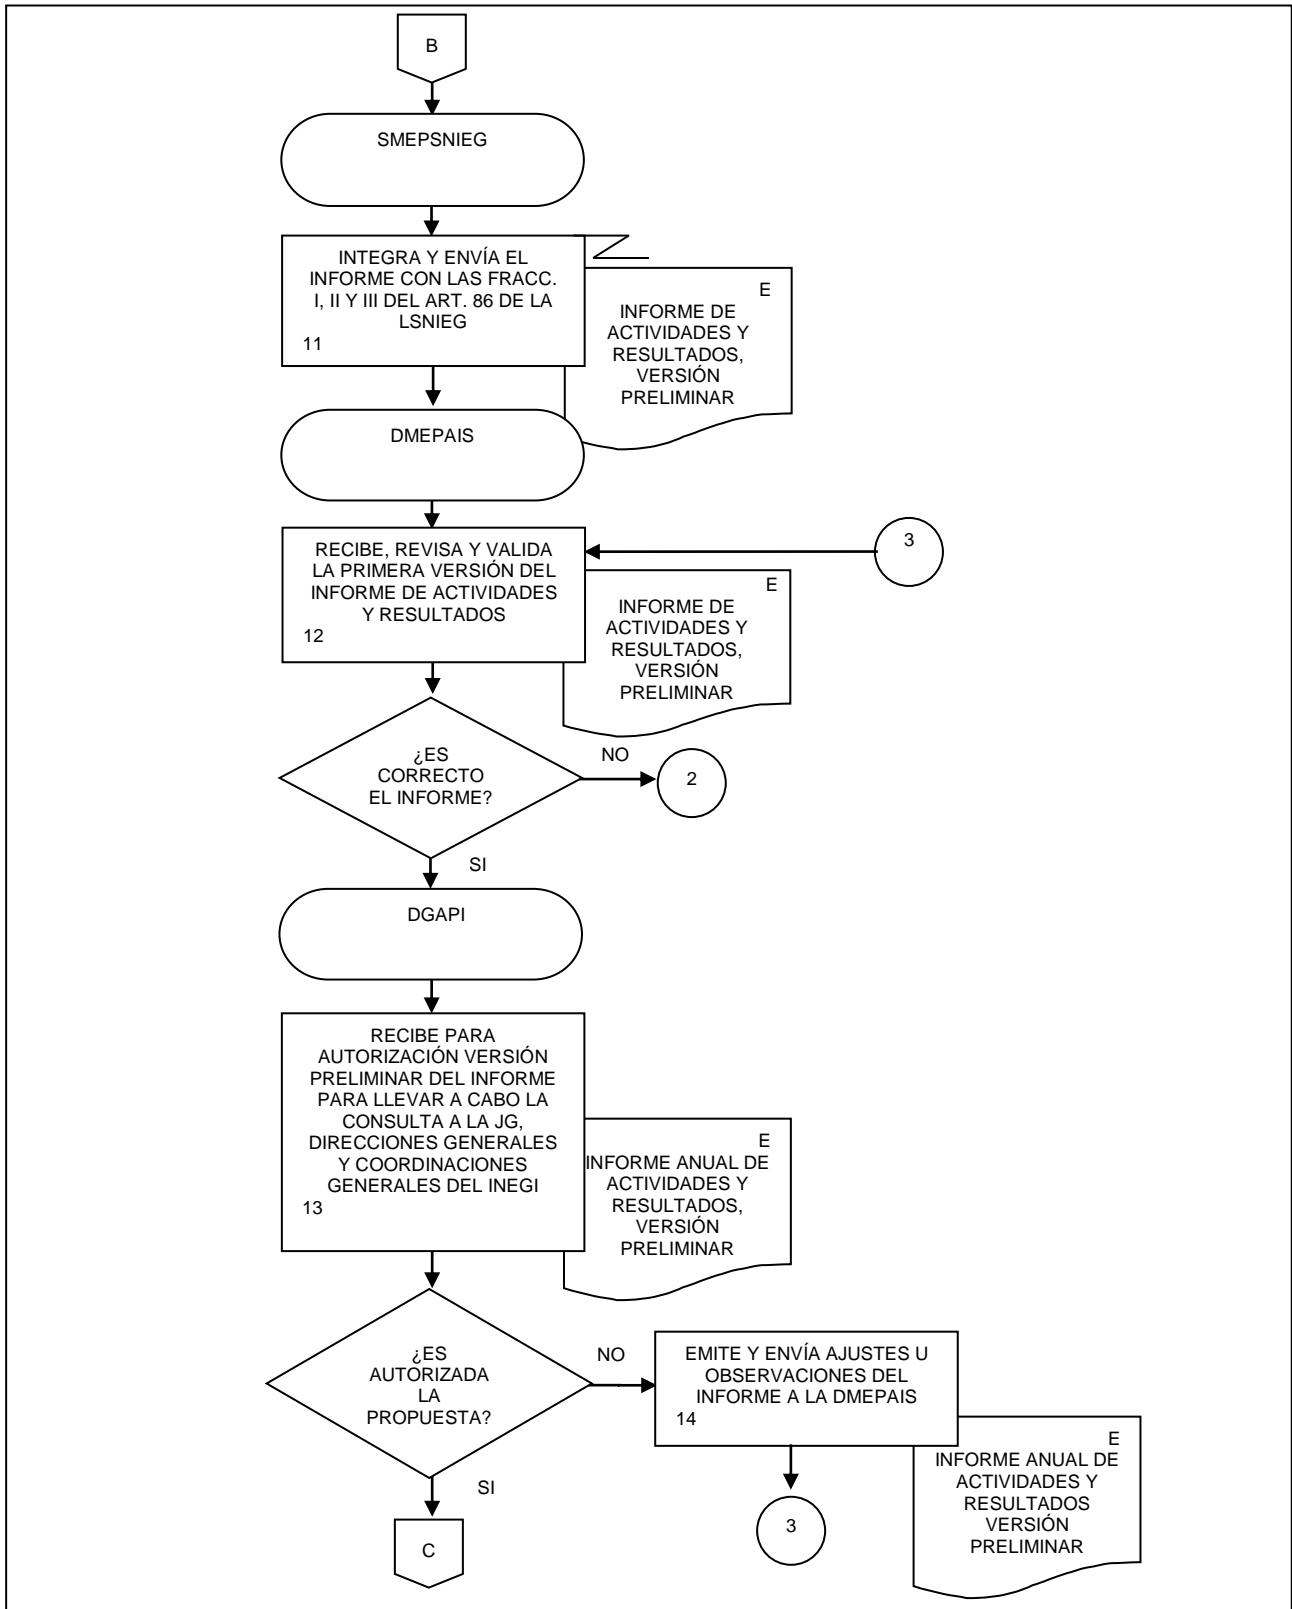 B
SMEPSNIEG
INTEGRA Y ENVÍA EL
INFORME CON LAS FRACC.
I, II Y III DEL ART. 86 DE LA
LSNIEG
11
E
INFORME DE
ACTIVIDADES Y
RESULTADOS,
VERSIÓN
PRELIMINAR
DMEPAIS
RECIBE, REVISA Y VALIDA
LA PRIMERA VERSIÓN DEL
INFORME DE ACTIVIDADES
Y RESULTADOS
12
3
E
INFORME DE
ACTIVIDADES Y
RESULTADOS,
VERSIÓN
PRELIMINAR
¿ES
CORRECTO
EL INFORME?
NO
2
SI
DGAPI
RECIBE PARA
AUTORIZACIÓN VERSIÓN
PRELIMINAR DEL INFORME
PARA LLEVAR A CABO LA
CONSULTA A LA JG,
DIRECCIONES GENERALES
Y COORDINACIONES
GENERALES DEL INEGI
13
E
INFORME ANUAL DE
ACTIVIDADES Y
RESULTADOS,
VERSIÓN
PRELIMINAR
¿ES
AUTORIZADA
LA
PROPUESTA?
NO
EMITE Y ENVÍA AJUSTES U
OBSERVACIONES DEL
INFORME A LA DMEPAIS
14
E
INFORME ANUAL DE
ACTIVIDADES Y
RESULTADOS
VERSIÓN
PRELIMINAR
SI
3
C